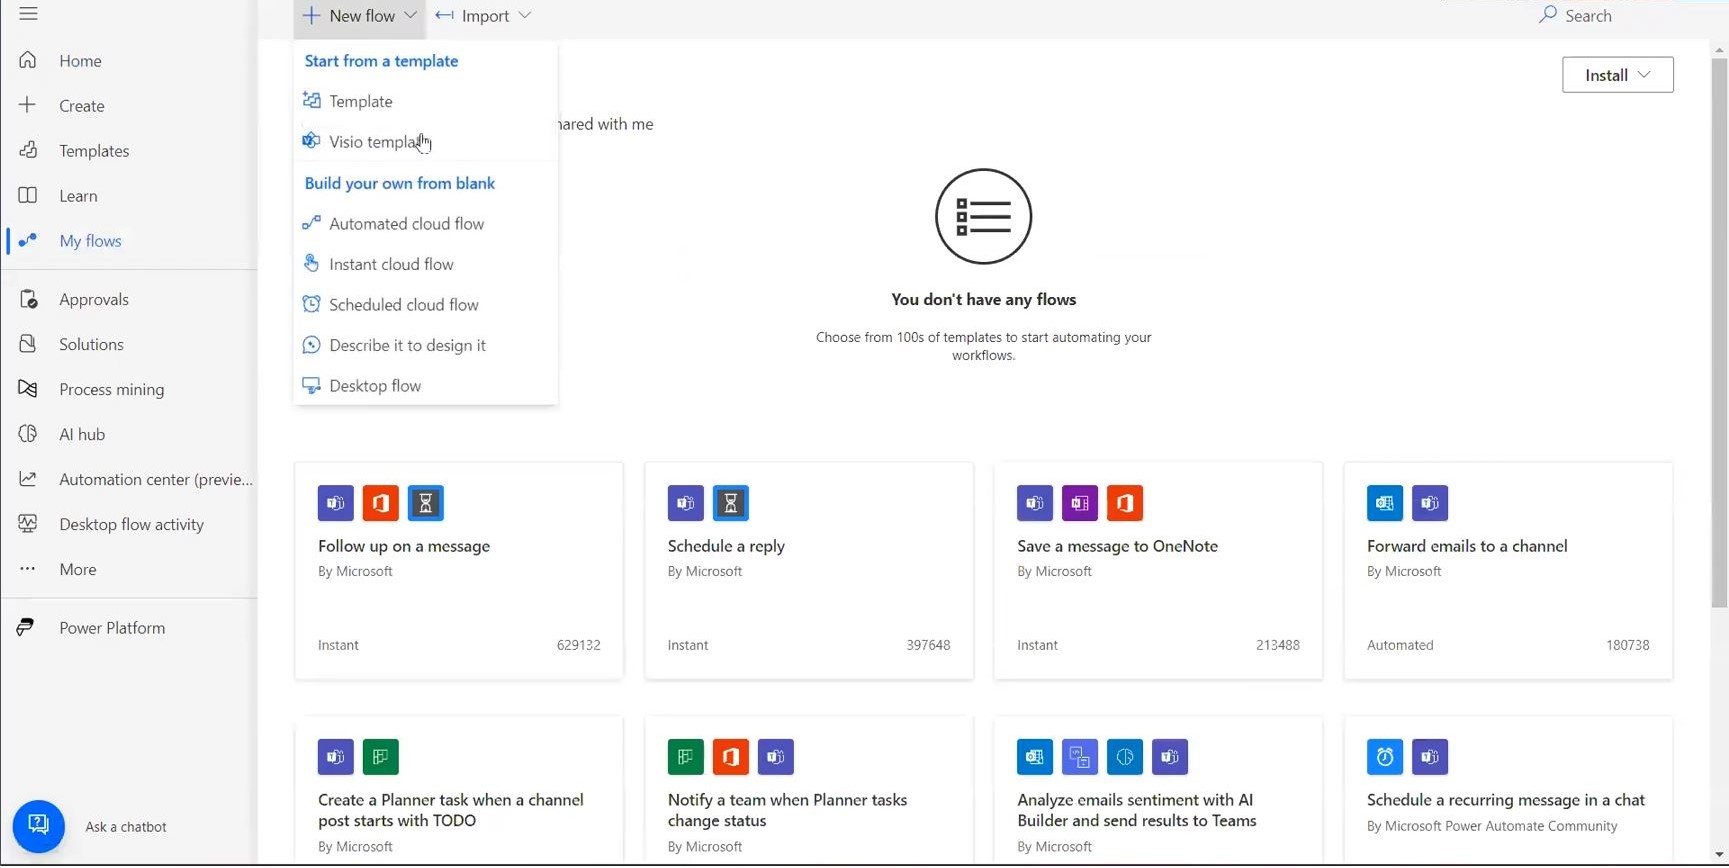 New flow
Import
Search
Home
Create
Templates
Learn
My flows
Approvals
Solutions
Process mining
AI hub
Automation center (previe...
Desktop flow activity
More
Power Platform
Ask a chatbot
Start from a template
Template
Visio template
Build your own from blank
Automated cloud flow
Instant cloud flow
Scheduled cloud flow
Describe it to design it
Desktop flow
Install
hared with me
You don't have any flows
Choose from 100s of templates to start automating your
workflows.
Follow up on a message
By Microsoft
Instant 629132
Schedule a reply
By Microsoft
Instant 397648
Save a message to OneNote
By Microsoft
Instant 213488
Forward emails to a channel
By Microsoft
Automated 180738
Create a Planner task when a channel
post starts with TODO
By Microsoft
Notify a team when Planner tasks
change status
By Microsoft
Analyze emails sentiment with AI
Builder and send results to Teams
By Microsoft
Schedule a recurring message in a chat
By Microsoft Power Automate Community